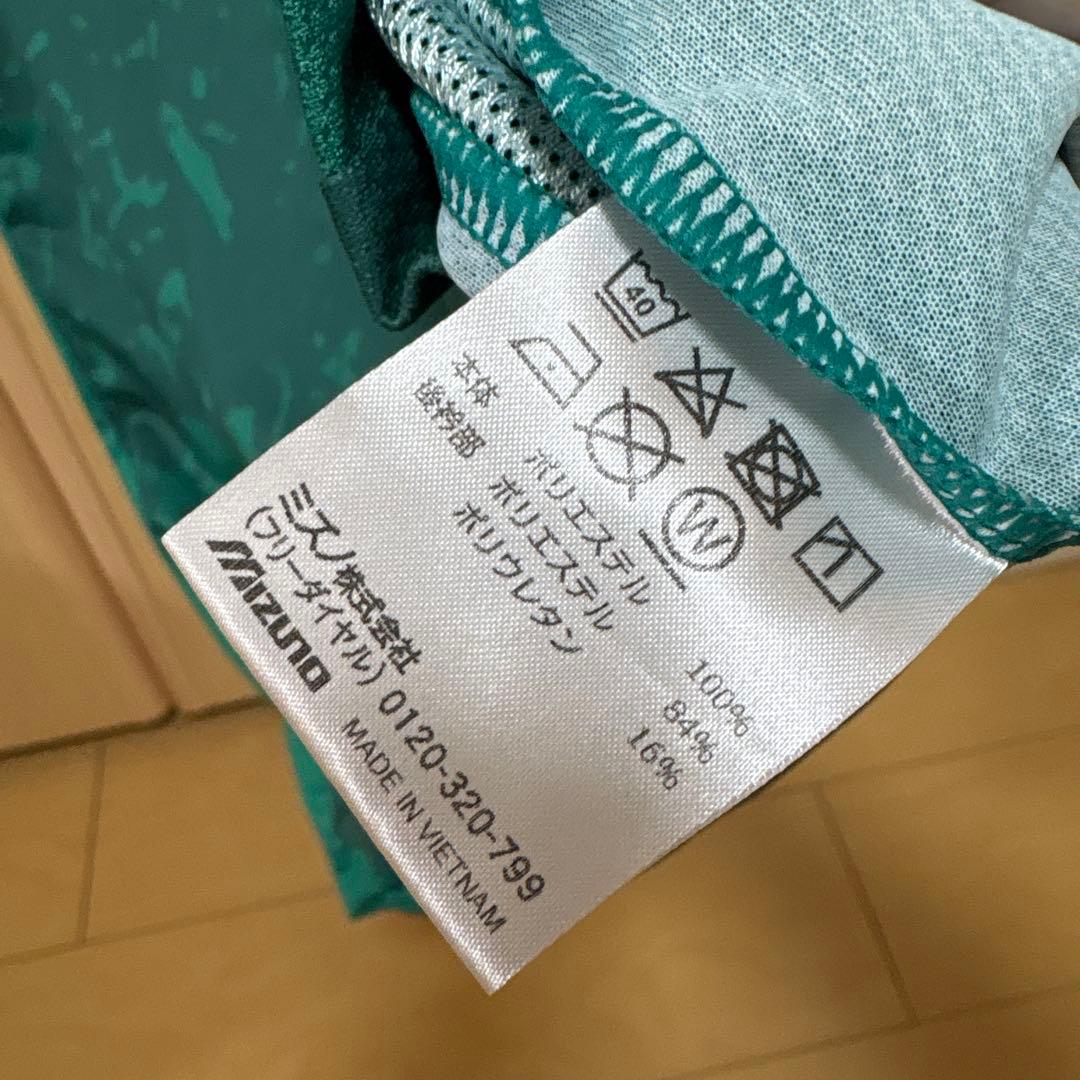 40
W
本体 ポリエステル 100%
後衿部 ポリエステル 84%
ポリウレタン 16%
ミズノ株式会社
(フリーダイヤル) 0120-320-799
MIZUNO MADE IN VIETNAM